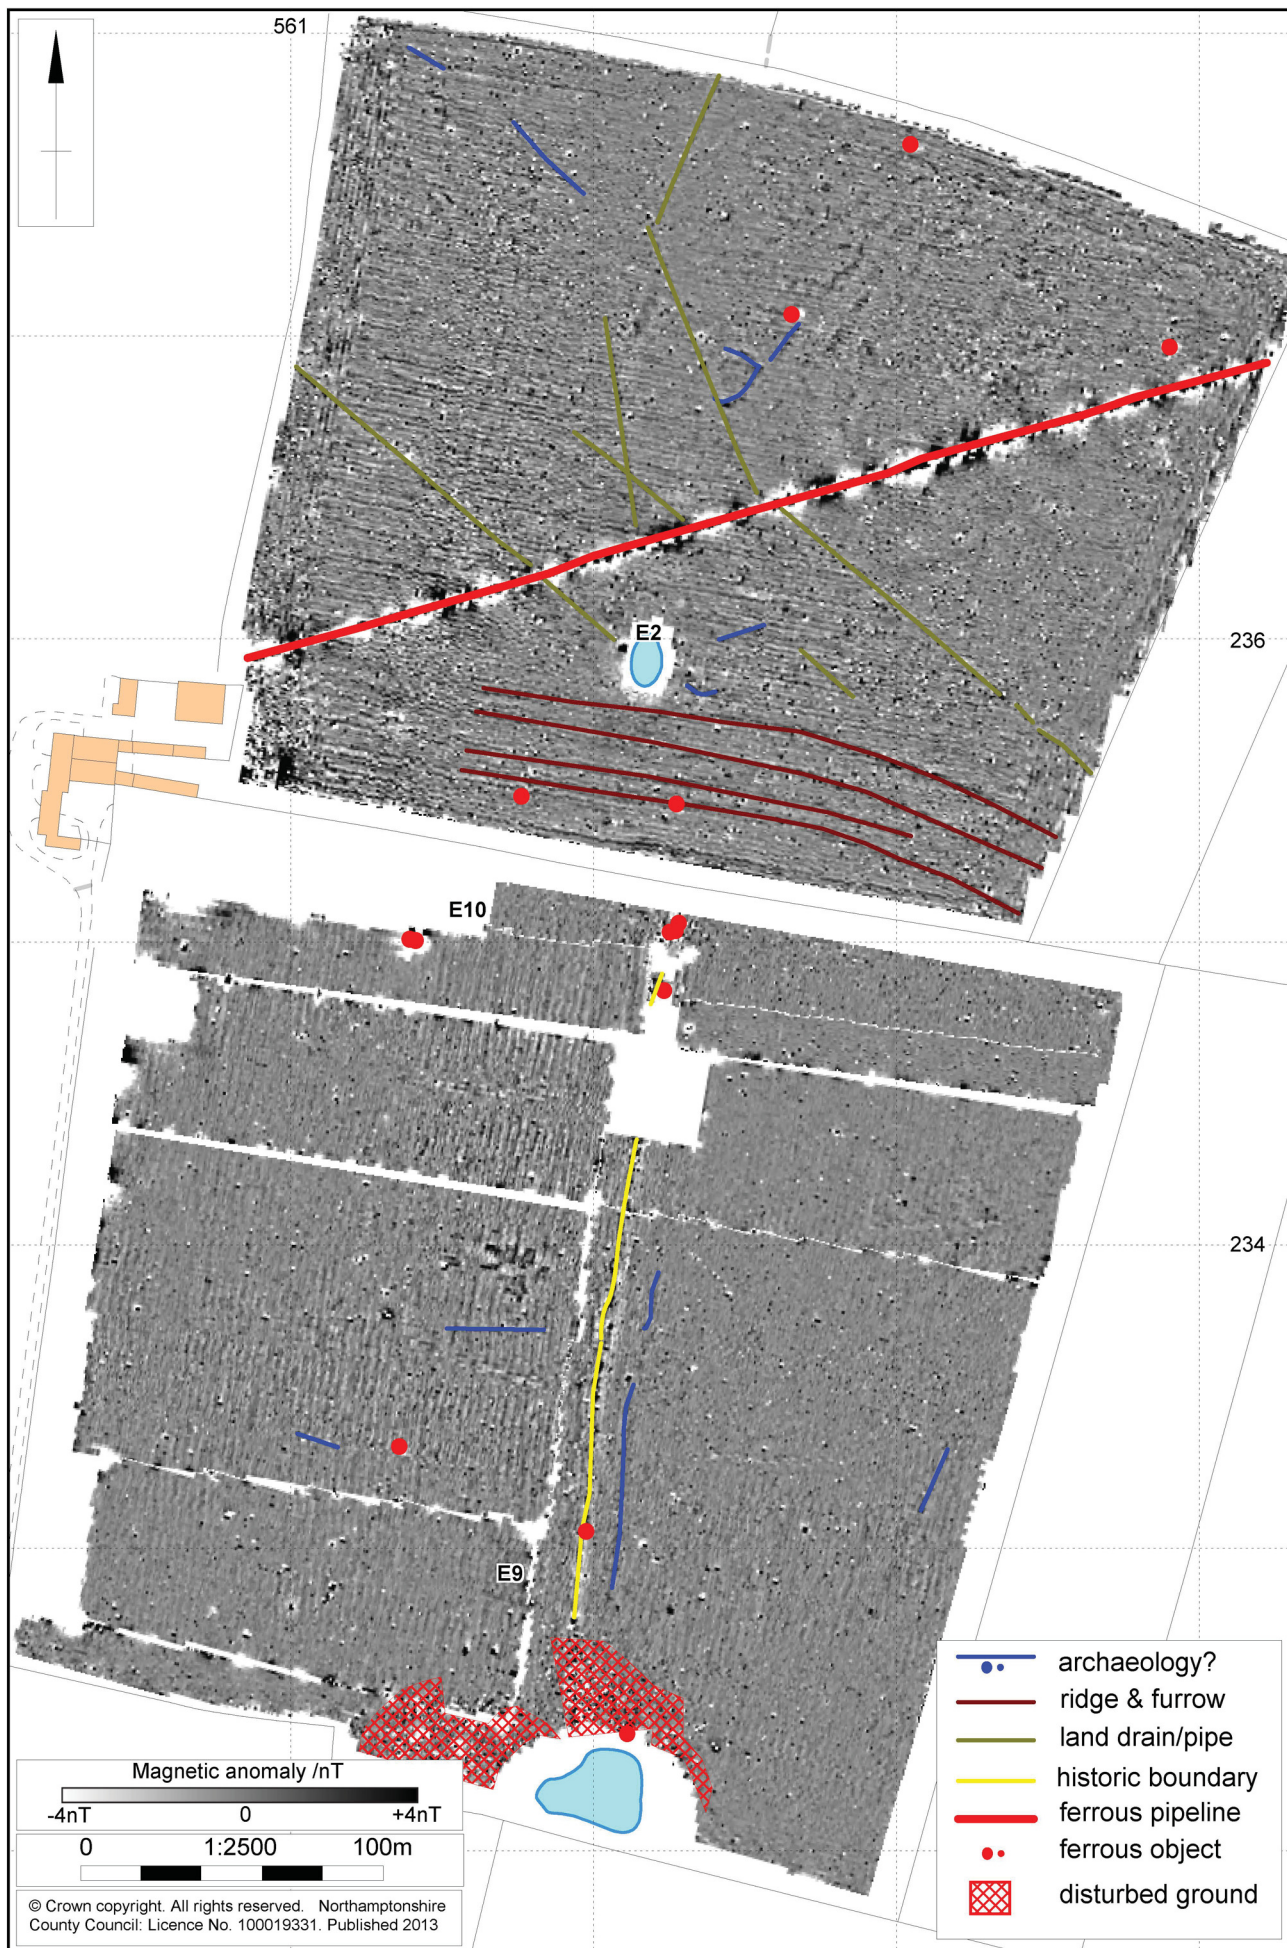 561
E2
236
E10
234
E9
archaeology?
ridge & furrow
land drain/pipe
historic boundary
ferrous pipeline
ferrous object
disturbed ground
Magnetic anomaly /nT
-4nT 0 +4nT
0 1:2500 100m
© Crown copyright. All rights reserved. Northamptonshire
County Council: Licence No. 100019331. Published 2013